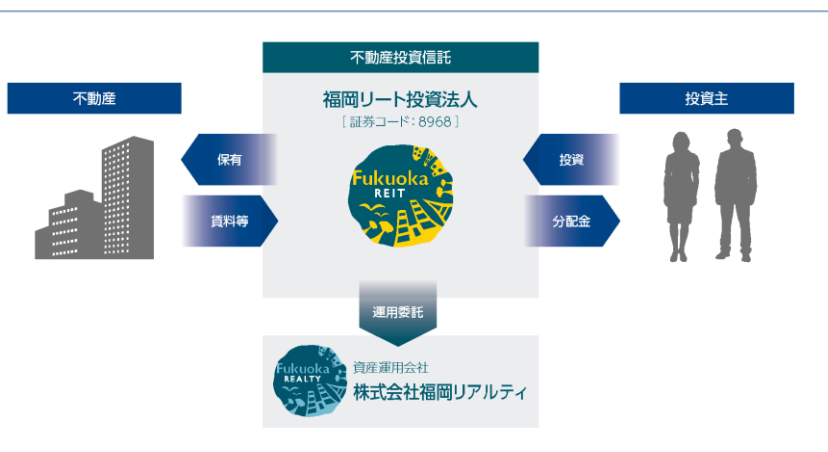 不動産投資信託
不動産
福岡リート投資法人
[ 証券コード：8968 ]
投資主
保有
賃料等
Fukuoka
REIT
投資
分配金
運用委託
Fukuoka
REALTY
資産運用会社
株式会社福岡リアルティ